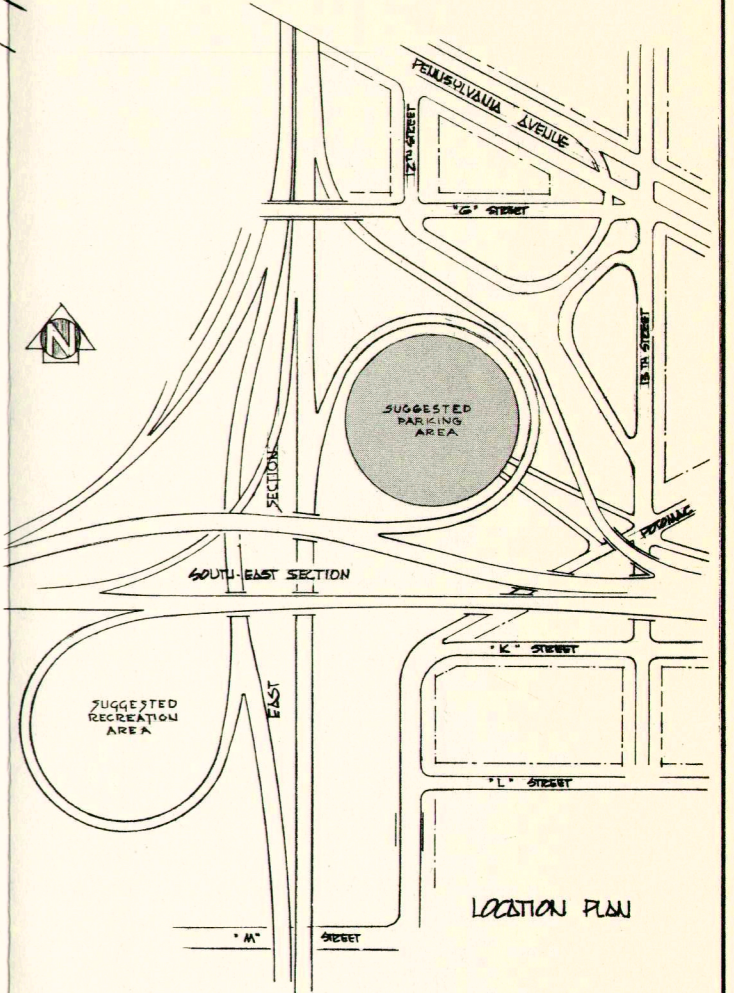 PENNSYLVANIA AVENUE
12TH STREET
"G" STREET
N
13TH STREET
SUGGESTED
PARKING
AREA
SECTION
POTOMAC
SOUTH-EAST SECTION
"K" STREET
EAST
SUGGESTED
RECREATION
AREA
"L" STREET
LOCATION PLAN
"M" STREET